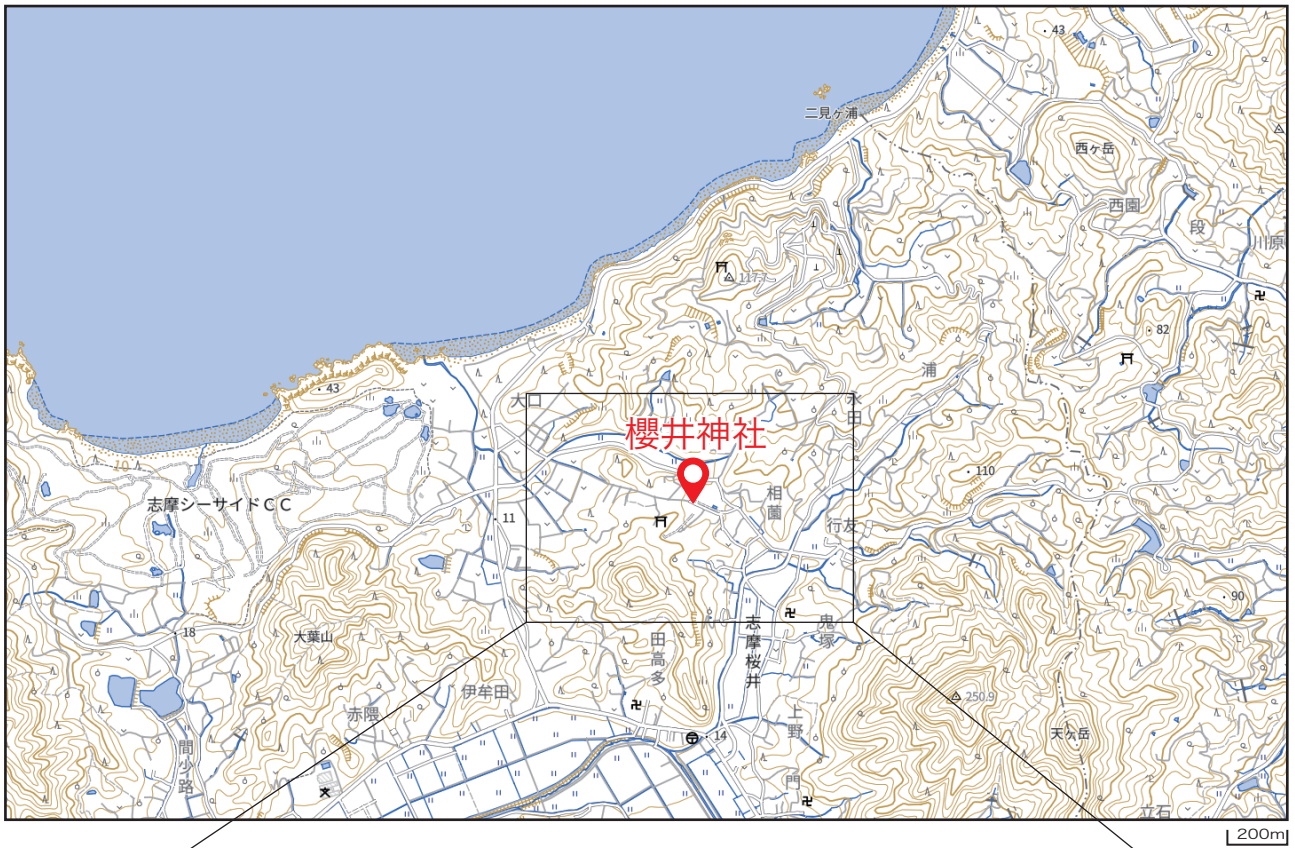 43
二見ヶ浦
西ヶ岳
西園
段
川原
117.7
82
43
浦
大口
水田
櫻井神社
110
相薗
志摩シーサイドCC
10
11
行友
90
18
大葉山
田高多
志摩桜井
鬼塚
伊牟田
250.9
赤隈
上野
14
天ヶ岳
間小路
門
立石
200m